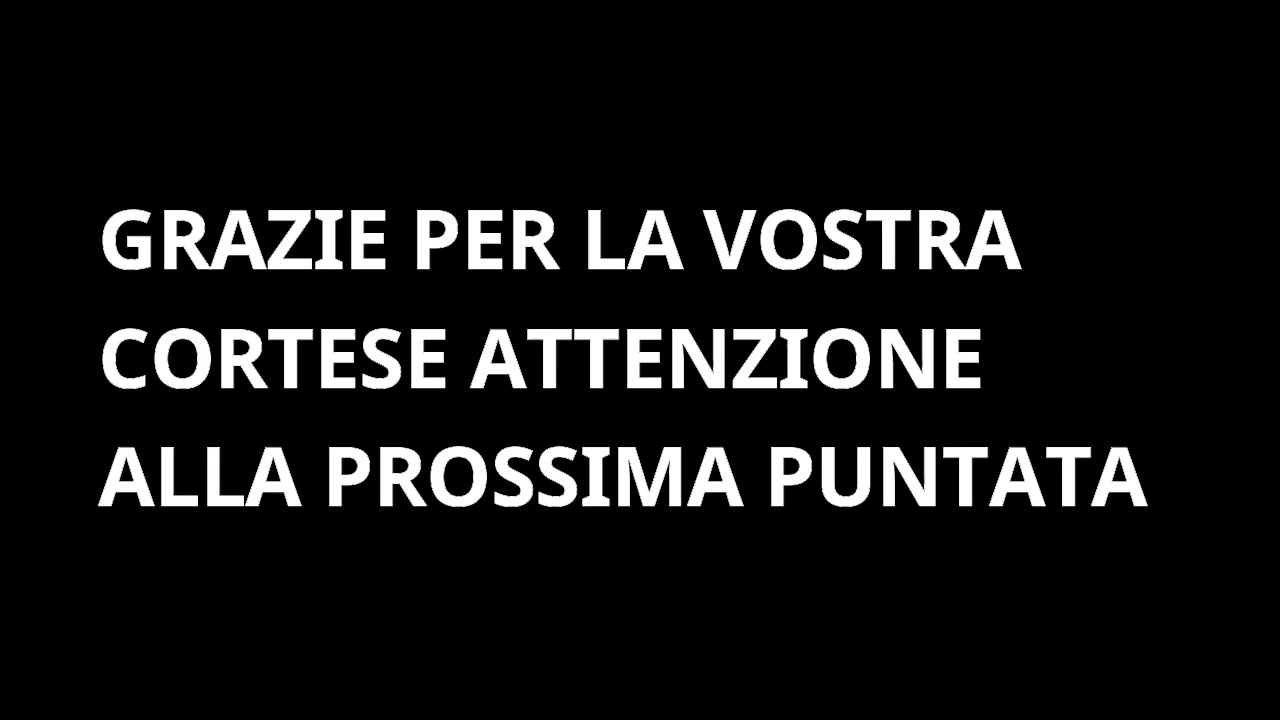 GRAZIE PER LA VOSTRA
CORTESE ATTENZIONE
ALLA PROSSIMA PUNTATA